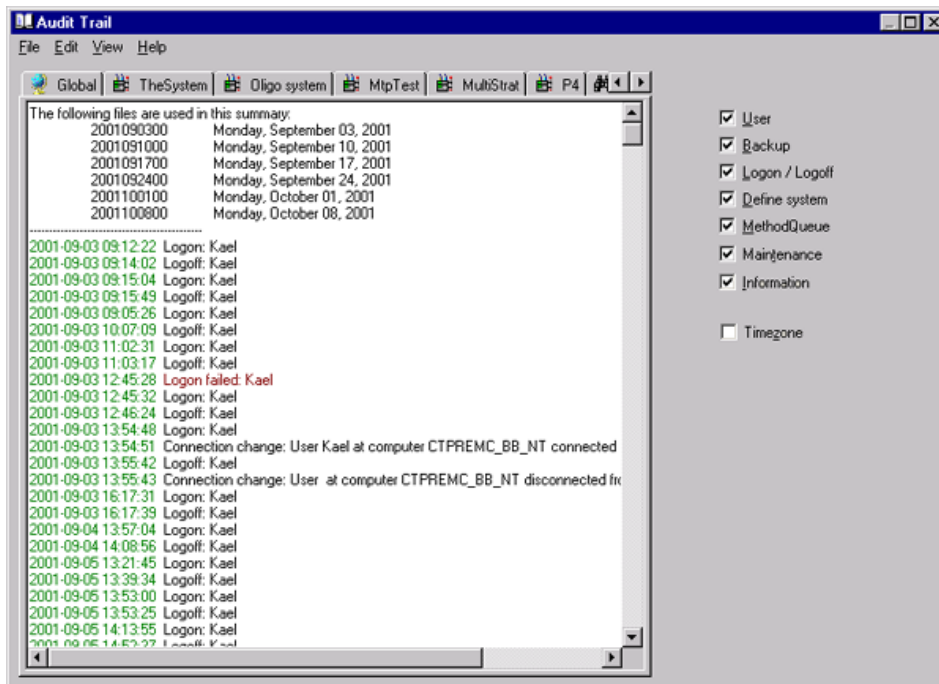 Audit Trail
File Edit View Help
Global TheSystem Oligo system MtpTest MultiStrat P4
The following files are used in this summary:
2001090300 Monday, September 03, 2001
2001091000 Monday, September 10, 2001
2001091700 Monday, September 17, 2001
2001092400 Monday, September 24, 2001
2001100100 Monday, October 01, 2001
2001100800 Monday, October 08, 2001
--------------------------------------------
2001-09-03 09:12:22 Logon: Kael
2001-09-03 09:14:02 Logoff: Kael
2001-09-03 09:15:04 Logon: Kael
2001-09-03 09:15:49 Logoff: Kael
2001-09-03 09:05:26 Logon: Kael
2001-09-03 10:07:09 Logoff: Kael
2001-09-03 11:02:31 Logon: Kael
2001-09-03 11:03:17 Logoff: Kael
2001-09-03 12:45:28 Logon failed: Kael
2001-09-03 12:45:32 Logon: Kael
2001-09-03 12:46:24 Logoff: Kael
2001-09-03 13:54:48 Logon: Kael
2001-09-03 13:54:51 Connection change: User Kael at computer CTPREMC_BB_NT connected
2001-09-03 13:55:42 Logoff: Kael
2001-09-03 13:55:43 Connection change: User at computer CTPREMC_BB_NT disconnected fro
2001-09-03 16:17:31 Logon: Kael
2001-09-03 16:17:39 Logoff: Kael
2001-09-04 13:57:04 Logon: Kael
2001-09-04 14:08:56 Logoff: Kael
2001-09-05 13:21:45 Logon: Kael
2001-09-05 13:39:34 Logoff: Kael
2001-09-05 13:53:00 Logon: Kael
2001-09-05 13:53:25 Logoff: Kael
2001-09-05 14:13:55 Logon: Kael
2001-09-05 14:52:27 Logoff: Kael
User
Backup
Logon / Logoff
Define system
MethodQueue
Maintenance
Information
Timezone